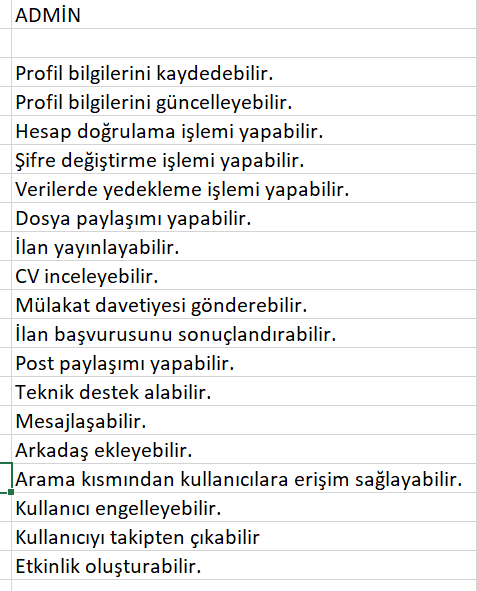 ADMİN
Profil bilgilerini kaydedebilir.
Profil bilgilerini güncelleyebilir.
Hesap doğrulama işlemi yapabilir.
Şifre değiştirme işlemi yapabilir.
Verilerde yedekleme işlemi yapabilir.
Dosya paylaşımı yapabilir.
İlan yayınlayabilir.
CV inceleyebilir.
Mülakat davetiyesi gönderebilir.
İlan başvurusunu sonuçlandırabilir.
Post paylaşımı yapabilir.
Teknik destek alabilir.
Mesajlaşabilir.
Arkadaş ekleyebilir.
Arama kısmından kullanıcılara erişim sağlayabilir.
Kullanıcı engelleyebilir.
Kullanıcıyı takipten çıkabilir
Etkinlik oluşturabilir.